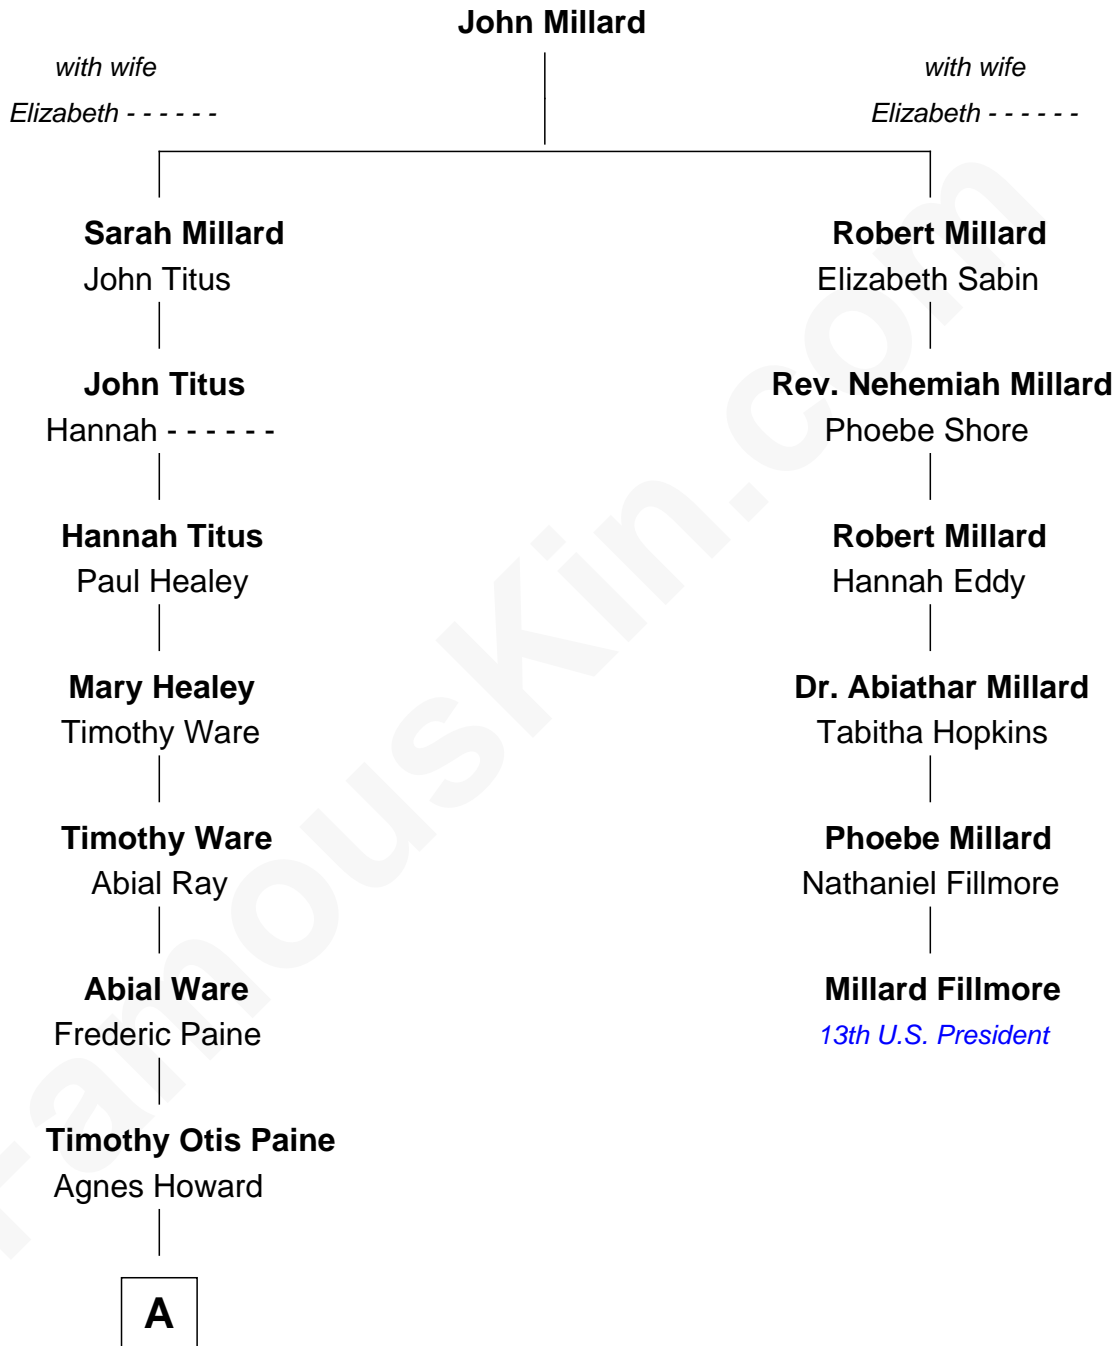 John Millard
with wife
Elizabeth - - - - - -
with wife
Elizabeth - - - - - -
Sarah Millard
John Titus
Robert Millard
Elizabeth Sabin
John Titus
Hannah - - - - - -
Rev. Nehemiah Millard
Phoebe Shore
Hannah Titus
Paul Healey
Robert Millard
Hannah Eddy
Mary Healey
Timothy Ware
Dr. Abiathar Millard
Tabitha Hopkins
Timothy Ware
Abial Ray
Phoebe Millard
Nathaniel Fillmore
Abial Ware
Frederic Paine
Millard Fillmore
13th U.S. President
Timothy Otis Paine
Agnes Howard
A
FamousKin.com